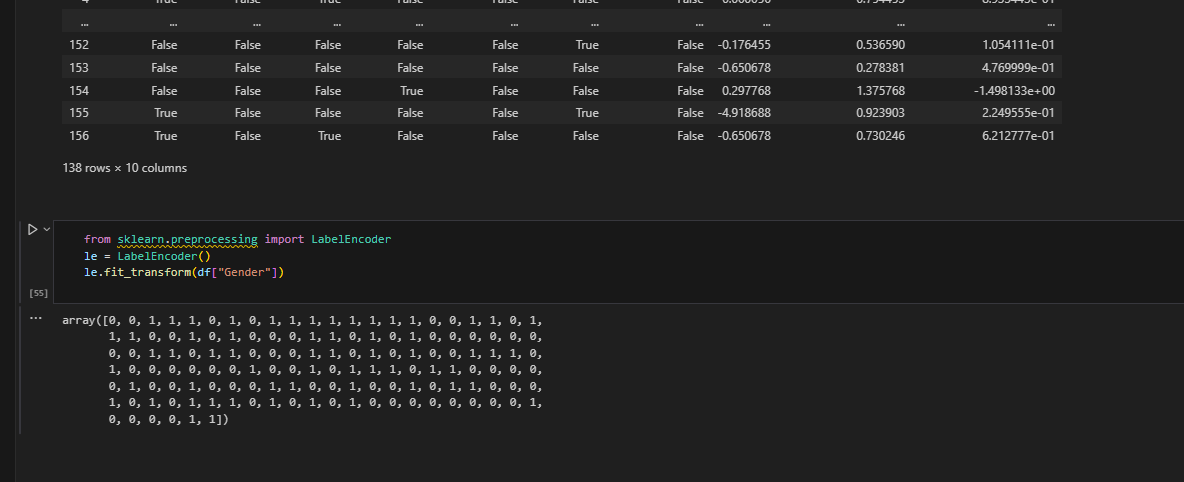 … … … … … … … … … … …
152 False False False False False True False -0.176455 0.536590 1.054111e-01
153 False False False False False False False -0.650678 0.278381 4.769999e-01
154 False False False True False False False 0.297768 1.375768 -1.498133e+00
155 True False False False False True False -4.918688 0.923903 2.249555e-01
156 True False True False False False False -0.650678 0.730246 6.212777e-01
138 rows × 10 columns
from sklearn.preprocessing import LabelEncoder
le = LabelEncoder()
le.fit_transform(df["Gender"])
[55]
array([0, 0, 1, 1, 1, 0, 1, 0, 1, 1, 1, 1, 1, 1, 1, 1, 0, 0, 1, 1, 0, 1,
1, 1, 0, 0, 1, 0, 1, 0, 0, 0, 1, 1, 0, 1, 0, 1, 0, 0, 0, 0, 0, 0,
0, 0, 1, 1, 0, 1, 1, 0, 0, 0, 1, 1, 0, 1, 0, 1, 0, 0, 1, 1, 1, 0,
1, 0, 0, 0, 0, 0, 0, 1, 0, 0, 1, 0, 1, 1, 1, 0, 1, 1, 0, 0, 0, 0,
0, 1, 0, 0, 1, 0, 0, 0, 1, 1, 0, 0, 1, 0, 0, 1, 0, 1, 1, 0, 0, 0,
1, 0, 1, 0, 1, 1, 1, 0, 1, 0, 1, 0, 1, 0, 0, 0, 0, 0, 0, 0, 0, 1,
0, 0, 0, 0, 1, 1])